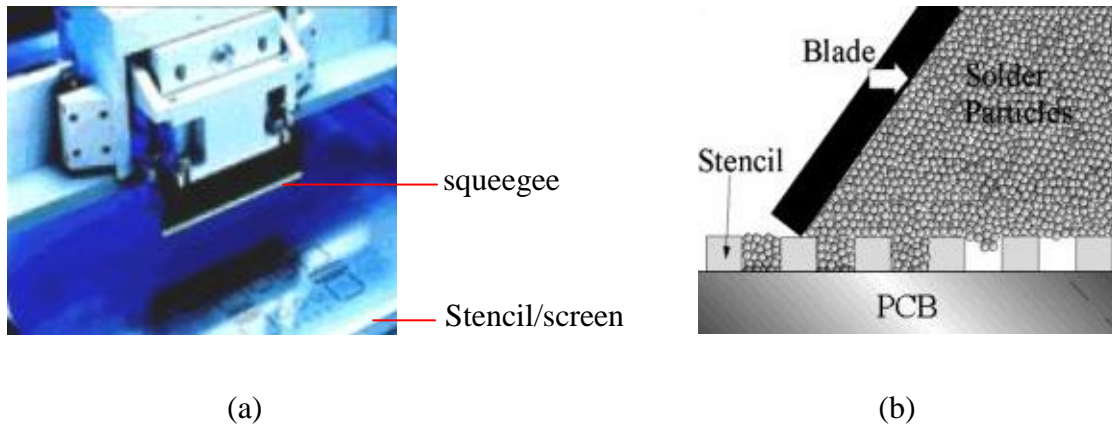 squeegee
Stencil/screen
(a)
Blade
Solder
Particles
Stencil
PCB
(b)